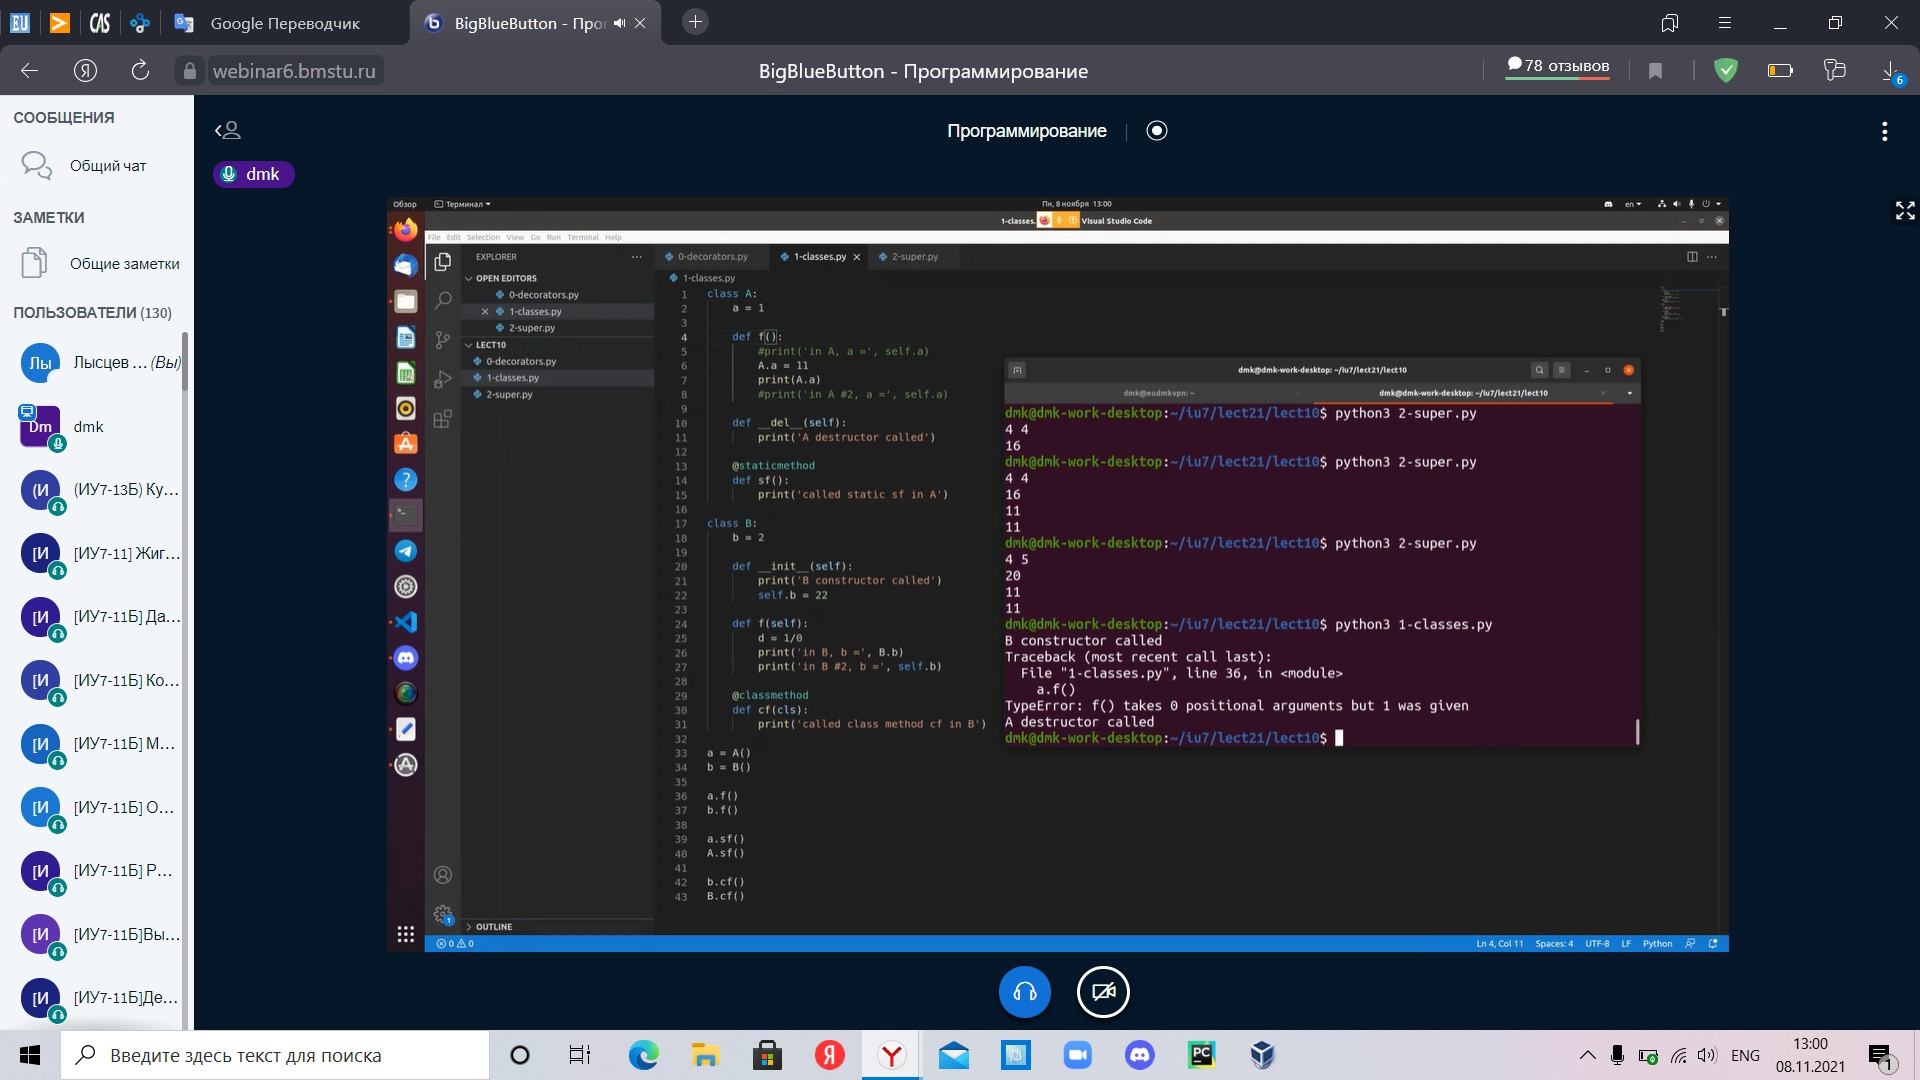 Google Переводчик
BigBlueButton - Про
webinar6.bmstu.ru
BigBlueButton - Программирование
78 отзывов
6
СООБЩЕНИЯ
Общий чат
ЗАМЕТКИ
Общие заметки
ПОЛЬЗОВАТЕЛИ (130)
Лы Лысцев ... (Вы)
Dm dmk
(И (ИУ7-13Б) Ку...
[И [ИУ7-11] Жиг...
[И [ИУ7-11Б] Да...
[И [ИУ7-11Б] Ко...
[И [ИУ7-11Б] М...
[И [ИУ7-11Б] О...
[И [ИУ7-11Б] Р...
[И [ИУ7-11Б]Вы...
[И [ИУ7-11Б]Де...
Программирование
dmk
Обзор Терминал Пн, 8 ноября 13:00 en
1-classes. Visual Studio Code
File Edit Selection View Go Run Terminal Help
EXPLORER
OPEN EDITORS
0-decorators.py
1-classes.py
2-super.py
LECT10
0-decorators.py
1-classes.py
2-super.py
OUTLINE
0-decorators.py 1-classes.py 2-super.py
1-classes.py
1 class A:
2 a = 1
3
4 def f():
5 #print('in A, a =', self.a)
6 A.a = 11
7 print(A.a)
8 #print('in A #2, a =', self.a)
9
10 def __del__(self):
11 print('A destructor called')
12
13 @staticmethod
14 def sf():
15 print('called static sf in A')
16
17 class B:
18 b = 2
19
20 def __init__(self):
21 print('B constructor called')
22 self.b = 22
23
24 def f(self):
25 d = 1/0
26 print('in B, b =', B.b)
27 print('in B #2, b =', self.b)
28
29 @classmethod
30 def cf(cls):
31 print('called class method cf in B')
32
33 a = A()
34 b = B()
35
36 a.f()
37 b.f()
38
39 a.sf()
40 A.sf()
41
42 b.cf()
43 B.cf()
dmk@dmk-work-desktop: ~/iu7/lect21/lect10
dmk@eudmkvpn: ~ dmk@dmk-work-desktop: ~/iu7/lect21/lect10
dmk@dmk-work-desktop:~/iu7/lect21/lect10$ python3 2-super.py
4 4
16
dmk@dmk-work-desktop:~/iu7/lect21/lect10$ python3 2-super.py
4 4
16
11
11
dmk@dmk-work-desktop:~/iu7/lect21/lect10$ python3 2-super.py
4 5
20
11
11
dmk@dmk-work-desktop:~/iu7/lect21/lect10$ python3 1-classes.py
B constructor called
Traceback (most recent call last):
File "1-classes.py", line 36, in <module>
a.f()
TypeError: f() takes 0 positional arguments but 1 was given
A destructor called
dmk@dmk-work-desktop:~/iu7/lect21/lect10$
0 0 Ln 4, Col 11 Spaces: 4 UTF-8 LF Python
Введите здесь текст для поиска
ENG
13:00
08.11.2021
1